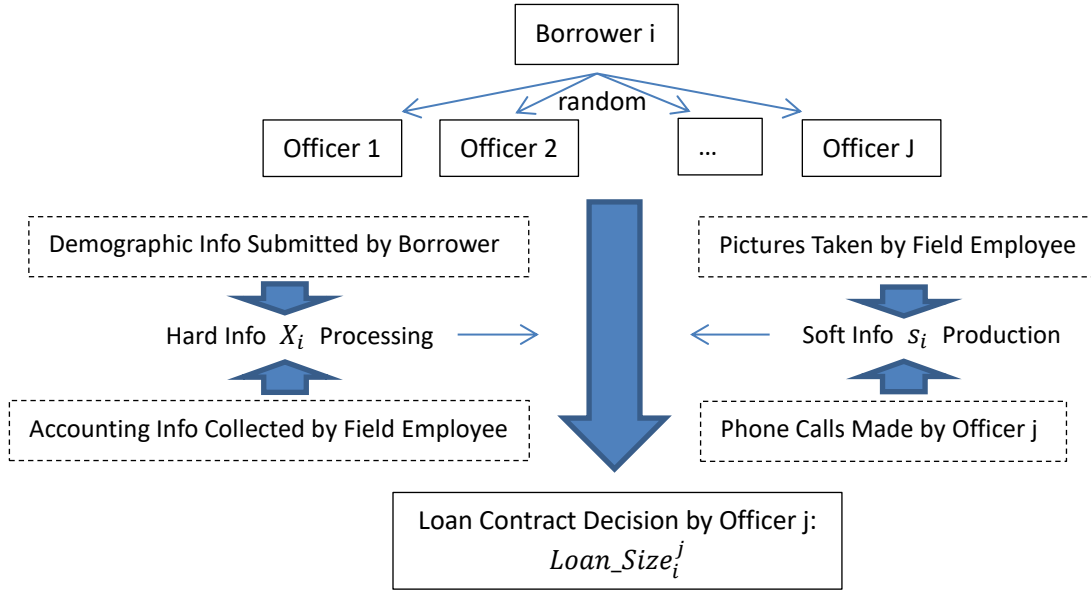 Borrower i
random
Officer 1
Officer 2
...
Officer J
Demographic Info Submitted by Borrower
Pictures Taken by Field Employee
Hard Info X_i Processing
Soft Info s_i Production
Accounting Info Collected by Field Employee
Phone Calls Made by Officer j
Loan Contract Decision by Officer j:
Loan_Size_i^j